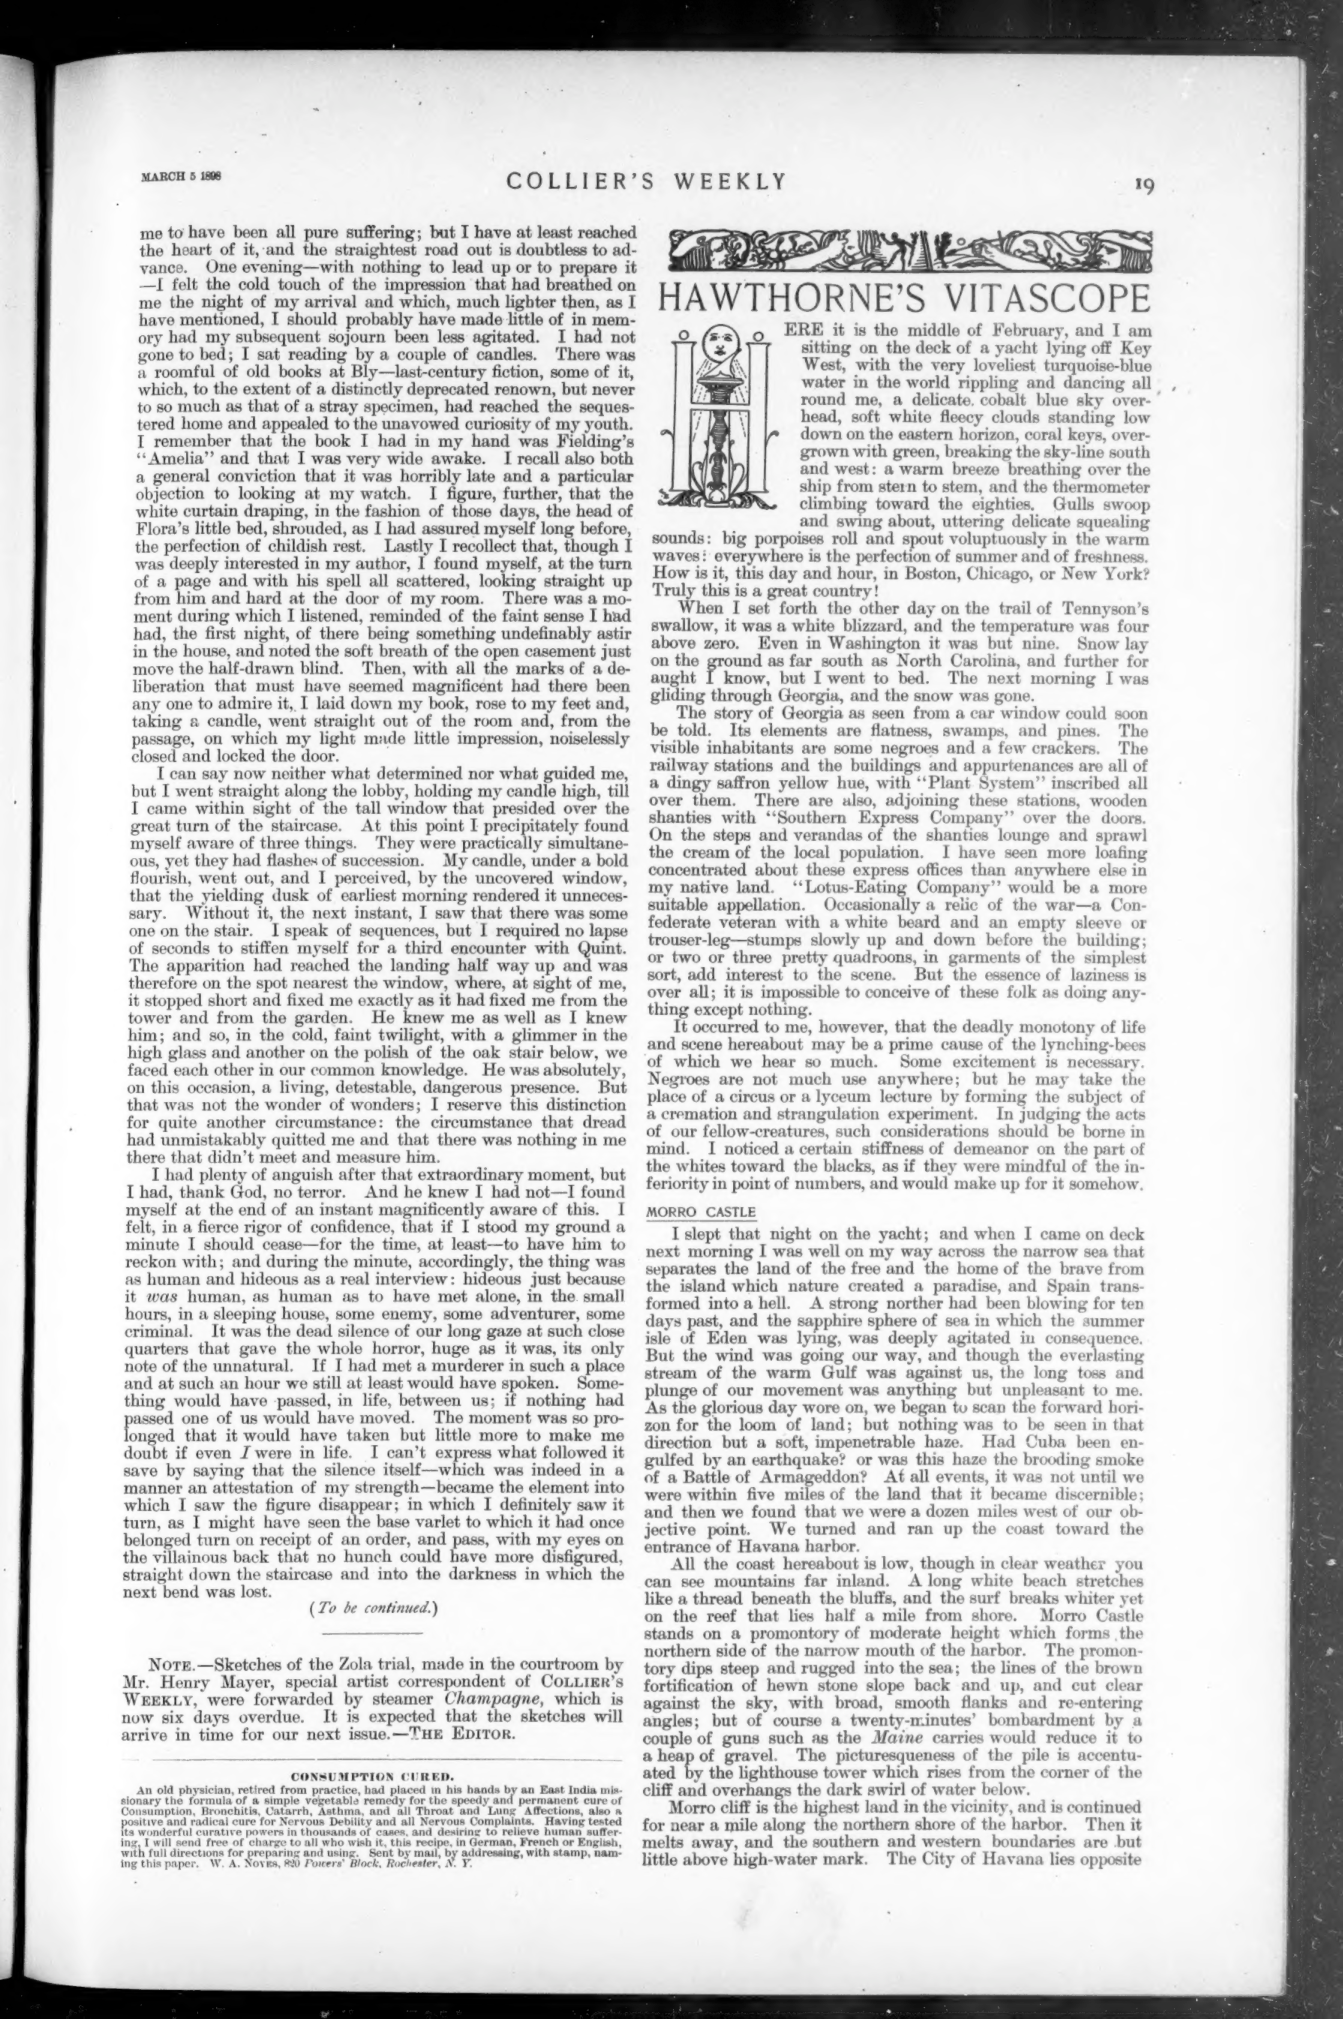 MARCH 5 1898
COLLIER'S WEEKLY
19
me to have been all pure suffering; but I have at least reached
the heart of it, and the straightest road out is doubtless to ad-
vance. One evening—with nothing to lead up or to prepare it
—I felt the cold touch of the impression that had breathed on
me the night of my arrival and which, much lighter then, as I
have mentioned, I should probably have made little of in mem-
ory had my subsequent sojourn been less agitated. I had not
gone to bed; I sat reading by a couple of candles. There was
a roomful of old books at Bly—last-century fiction, some of it,
which, to the extent of a distinctly deprecated renown, but never
to so much as that of a stray specimen, had reached the seques-
tered home and appealed to the unavowed curiosity of my youth.
I remember that the book I had in my hand was Fielding's
"Amelia" and that I was very wide awake. I recall also both
a general conviction that it was horribly late and a particular
objection to looking at my watch. I figure, further, that the
white curtain draping, in the fashion of those days, the head of
Flora's little bed, shrouded, as I had assured myself long before,
the perfection of childish rest. Lastly I recollect that, though I
was deeply interested in my author, I found myself, at the turn
of a page and with his spell all scattered, looking straight up
from him and hard at the door of my room. There was a mo-
ment during which I listened, reminded of the faint sense I had
had, the first night, of there being something undefinably astir
in the house, and noted the soft breath of the open casement just
move the half-drawn blind. Then, with all the marks of a de-
liberation that must have seemed magnificent had there been
any one to admire it, I laid down my book, rose to my feet and,
taking a candle, went straight out of the room and, from the
passage, on which my light made little impression, noiselessly
closed and locked the door.
I can say now neither what determined nor what guided me,
but I went straight along the lobby, holding my candle high, till
I came within sight of the tall window that presided over the
great turn of the staircase. At this point I precipitately found
myself aware of three things. They were practically simultane-
ous, yet they had flashes of succession. My candle, under a bold
flourish, went out, and I perceived, by the uncovered window,
that the yielding dusk of earliest morning rendered it unneces-
sary. Without it, the next instant, I saw that there was some
one on the stair. I speak of sequences, but I required no lapse
of seconds to stiffen myself for a third encounter with Quint.
The apparition had reached the landing half way up and was
therefore on the spot nearest the window, where, at sight of me,
it stopped short and fixed me exactly as it had fixed me from the
tower and from the garden. He knew me as well as I knew
him; and so, in the cold, faint twilight, with a glimmer in the
high glass and another on the polish of the oak stair below, we
faced each other in our common knowledge. He was absolutely,
on this occasion, a living, detestable, dangerous presence. But
that was not the wonder of wonders; I reserve this distinction
for quite another circumstance: the circumstance that dread
had unmistakably quitted me and that there was nothing in me
there that didn't meet and measure him.
I had plenty of anguish after that extraordinary moment, but
I had, thank God, no terror. And he knew I had not—I found
myself at the end of an instant magnificently aware of this. I
felt, in a fierce rigor of confidence, that if I stood my ground a
minute I should cease—for the time, at least—to have him to
reckon with; and during the minute, accordingly, the thing was
as human and hideous as a real interview: hideous just because
it was human, as human as to have met alone, in the small
hours, in a sleeping house, some enemy, some adventurer, some
criminal. It was the dead silence of our long gaze at such close
quarters that gave the whole horror, huge as it was, its only
note of the unnatural. If I had met a murderer in such a place
and at such an hour we still at least would have spoken. Some-
thing would have passed, in life, between us; if nothing had
passed one of us would have moved. The moment was so pro-
longed that it would have taken but little more to make me
doubt if even I were in life. I can't express what followed it
save by saying that the silence itself—which was indeed in a
manner an attestation of my strength—became the element into
which I saw the figure disappear; in which I definitely saw it
turn, as I might have seen the base varlet to which it had once
belonged turn on receipt of an order, and pass, with my eyes on
the villainous back that no hunch could have more disfigured,
straight down the staircase and into the darkness in which the
next bend was lost.
(To be continued.)
NOTE.—Sketches of the Zola trial, made in the courtroom by
Mr. Henry Mayer, special artist correspondent of COLLIER'S
WEEKLY, were forwarded by steamer Champagne, which is
now six days overdue. It is expected that the sketches will
arrive in time for our next issue.—THE EDITOR.
CONSUMPTION CURED.
An old physician, retired from practice, had placed in his hands by an East India mis-
sionary the formula of a simple vegetable remedy for the speedy and permanent cure of
Consumption, Bronchitis, Catarrh, Asthma, and all Throat and Lung Affections, also a
positive and radical cure for Nervous Debility and all Nervous Complaints. Having tested
its wonderful curative powers in thousands of cases, and desiring to relieve human suffer-
ing, I will send free of charge to all who wish it, this recipe, in German, French or English,
with full directions for preparing and using. Sent by mail, by addressing, with stamp, nam-
ing this paper. W. A. NOYES, 820 Powers' Block, Rochester, N. Y.
HAWTHORNE'S VITASCOPE
ERE it is the middle of February, and I am
sitting on the deck of a yacht lying off Key
West, with the very loveliest turquoise-blue
water in the world rippling and dancing all
round me, a delicate cobalt blue sky over-
head, soft white fleecy clouds standing low
down on the eastern horizon, coral keys, over-
grown with green, breaking the sky-line south
and west: a warm breeze breathing over the
ship from stern to stem, and the thermometer
climbing toward the eighties. Gulls swoop
and swing about, uttering delicate squealing
sounds: big porpoises roll and spout voluptuously in the warm
waves: everywhere is the perfection of summer and of freshness.
How is it, this day and hour, in Boston, Chicago, or New York?
Truly this is a great country!
When I set forth the other day on the trail of Tennyson's
swallow, it was a white blizzard, and the temperature was four
above zero. Even in Washington it was but nine. Snow lay
on the ground as far south as North Carolina, and further for
aught I know, but I went to bed. The next morning I was
gliding through Georgia, and the snow was gone.
The story of Georgia as seen from a car window could soon
be told. Its elements are flatness, swamps, and pines. The
visible inhabitants are some negroes and a few crackers. The
railway stations and the buildings and appurtenances are all of
a dingy saffron yellow hue, with "Plant System" inscribed all
over them. There are also, adjoining these stations, wooden
shanties with "Southern Express Company" over the doors.
On the steps and verandas of the shanties lounge and sprawl
the cream of the local population. I have seen more loafing
concentrated about these express offices than anywhere else in
my native land. "Lotus-Eating Company" would be a more
suitable appellation. Occasionally a relic of the war—a Con-
federate veteran with a white beard and an empty sleeve or
trouser-leg—stumps slowly up and down before the building;
or two or three pretty quadroons, in garments of the simplest
sort, add interest to the scene. But the essence of laziness is
over all; it is impossible to conceive of these folk as doing any-
thing except nothing.
It occurred to me, however, that the deadly monotony of life
and scene hereabout may be a prime cause of the lynching-bees
of which we hear so much. Some excitement is necessary.
Negroes are not much use anywhere; but he may take the
place of a circus or a lyceum lecture by forming the subject of
a cremation and strangulation experiment. In judging the acts
of our fellow-creatures, such considerations should be borne in
mind. I noticed a certain stiffness of demeanor on the part of
the whites toward the blacks, as if they were mindful of the in-
feriority in point of numbers, and would make up for it somehow.
MORRO CASTLE
I slept that night on the yacht; and when I came on deck
next morning I was well on my way across the narrow sea that
separates the land of the free and the home of the brave from
the island which nature created a paradise, and Spain trans-
formed into a hell. A strong norther had been blowing for ten
days past, and the sapphire sphere of sea in which the summer
isle of Eden was lying, was deeply agitated in consequence.
But the wind was going our way, and though the everlasting
stream of the warm Gulf was against us, the long toss and
plunge of our movement was anything but unpleasant to me.
As the glorious day wore on, we began to scan the forward hori-
zon for the loom of land; but nothing was to be seen in that
direction but a soft, impenetrable haze. Had Cuba been en-
gulfed by an earthquake? or was this haze the brooding smoke
of a Battle of Armageddon? At all events, it was not until we
were within five miles of the land that it became discernible;
and then we found that we were a dozen miles west of our ob-
jective point. We turned and ran up the coast toward the
entrance of Havana harbor.
All the coast hereabout is low, though in clear weather you
can see mountains far inland. A long white beach stretches
like a thread beneath the bluffs, and the surf breaks whiter yet
on the reef that lies half a mile from shore. Morro Castle
stands on a promontory of moderate height which forms the
northern side of the narrow mouth of the harbor. The promon-
tory dips steep and rugged into the sea; the lines of the brown
fortification of hewn stone slope back and up, and cut clear
against the sky, with broad, smooth flanks and re-entering
angles; but of course a twenty-minutes' bombardment by a
couple of guns such as the Maine carries would reduce it to
a heap of gravel. The picturesqueness of the pile is accentu-
ated by the lighthouse tower which rises from the corner of the
cliff and overhangs the dark swirl of water below.
Morro cliff is the highest land in the vicinity, and is continued
for near a mile along the northern shore of the harbor. Then it
melts away, and the southern and western boundaries are but
little above high-water mark. The City of Havana lies opposite